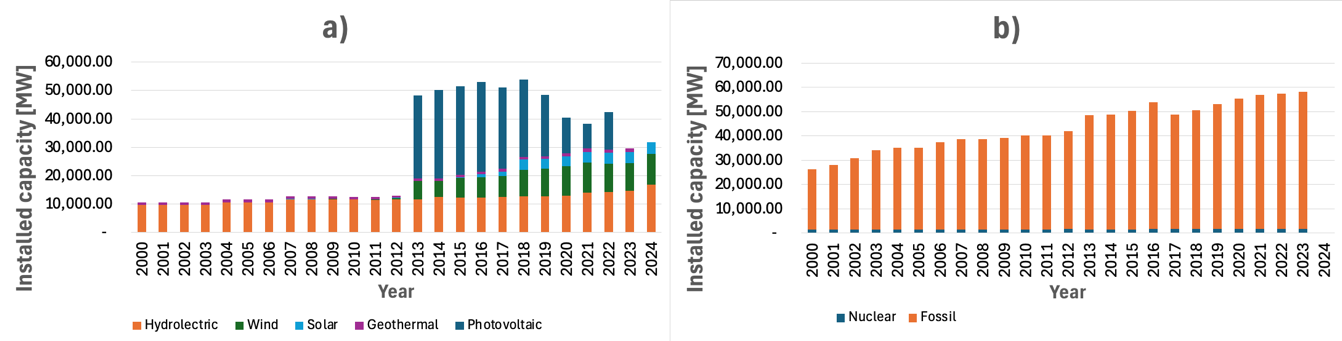 a)
Installed capacity [MW]
60,000.00
50,000.00
40,000.00
30,000.00
20,000.00
10,000.00
-
2000 2001 2002 2003 2004 2005 2006 2007 2008 2009 2010 2011 2012 2013 2014 2015 2016 2017 2018 2019 2020 2021 2022 2023 2024
Year
Hydrolectric Wind Solar Geothermal Photovoltaic
b)
Installed capacity [MW]
70,000.00
60,000.00
50,000.00
40,000.00
30,000.00
20,000.00
10,000.00
-
2000 2001 2002 2003 2004 2005 2006 2007 2008 2009 2010 2011 2012 2013 2014 2015 2016 2017 2018 2019 2020 2021 2022 2023 2024
Year
Nuclear Fossil